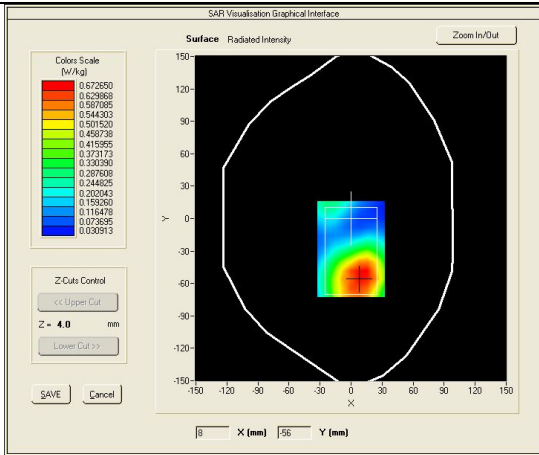 SAR Visualisation Graphical Interface
Surface Radiated Intensity
Zoom In/Out
Colors Scale
(W/kg)
0.672650
0.629868
0.587085
0.544303
0.501520
0.458738
0.415955
0.373173
0.330390
0.287608
0.244825
0.202043
0.159260
0.116478
0.073695
0.030913
Z-Cuts Control
<< Upper Cut
Z = 4.0 mm
Lower Cut >>
SAVE Cancel
150-
120-
90-
60-
30-
0-
-30-
-60-
-90-
-120-
-150-
Y
-150 -120 -90 -60 -30 0 30 60 90 120 150
X
8 X (mm) -56 Y (mm)